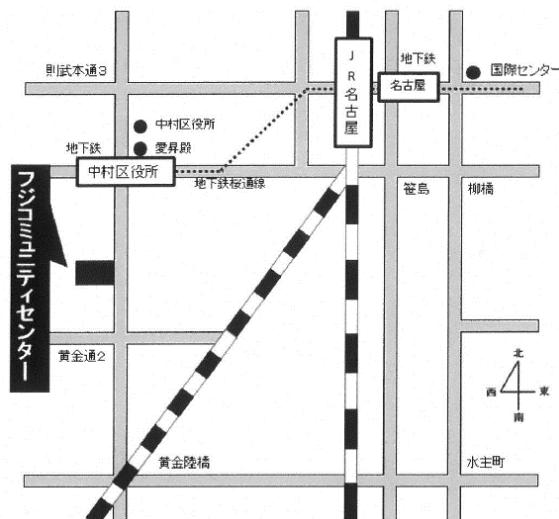 則武本通3
JR名古屋
地下鉄
名古屋
国際センター
中村区役所
愛昇殿
地下鉄
中村区役所
地下鉄桜通線
笹島
柳橋
フジコミュニティセンター
黄金通2
北
西
東
南
黄金陸橋
水主町